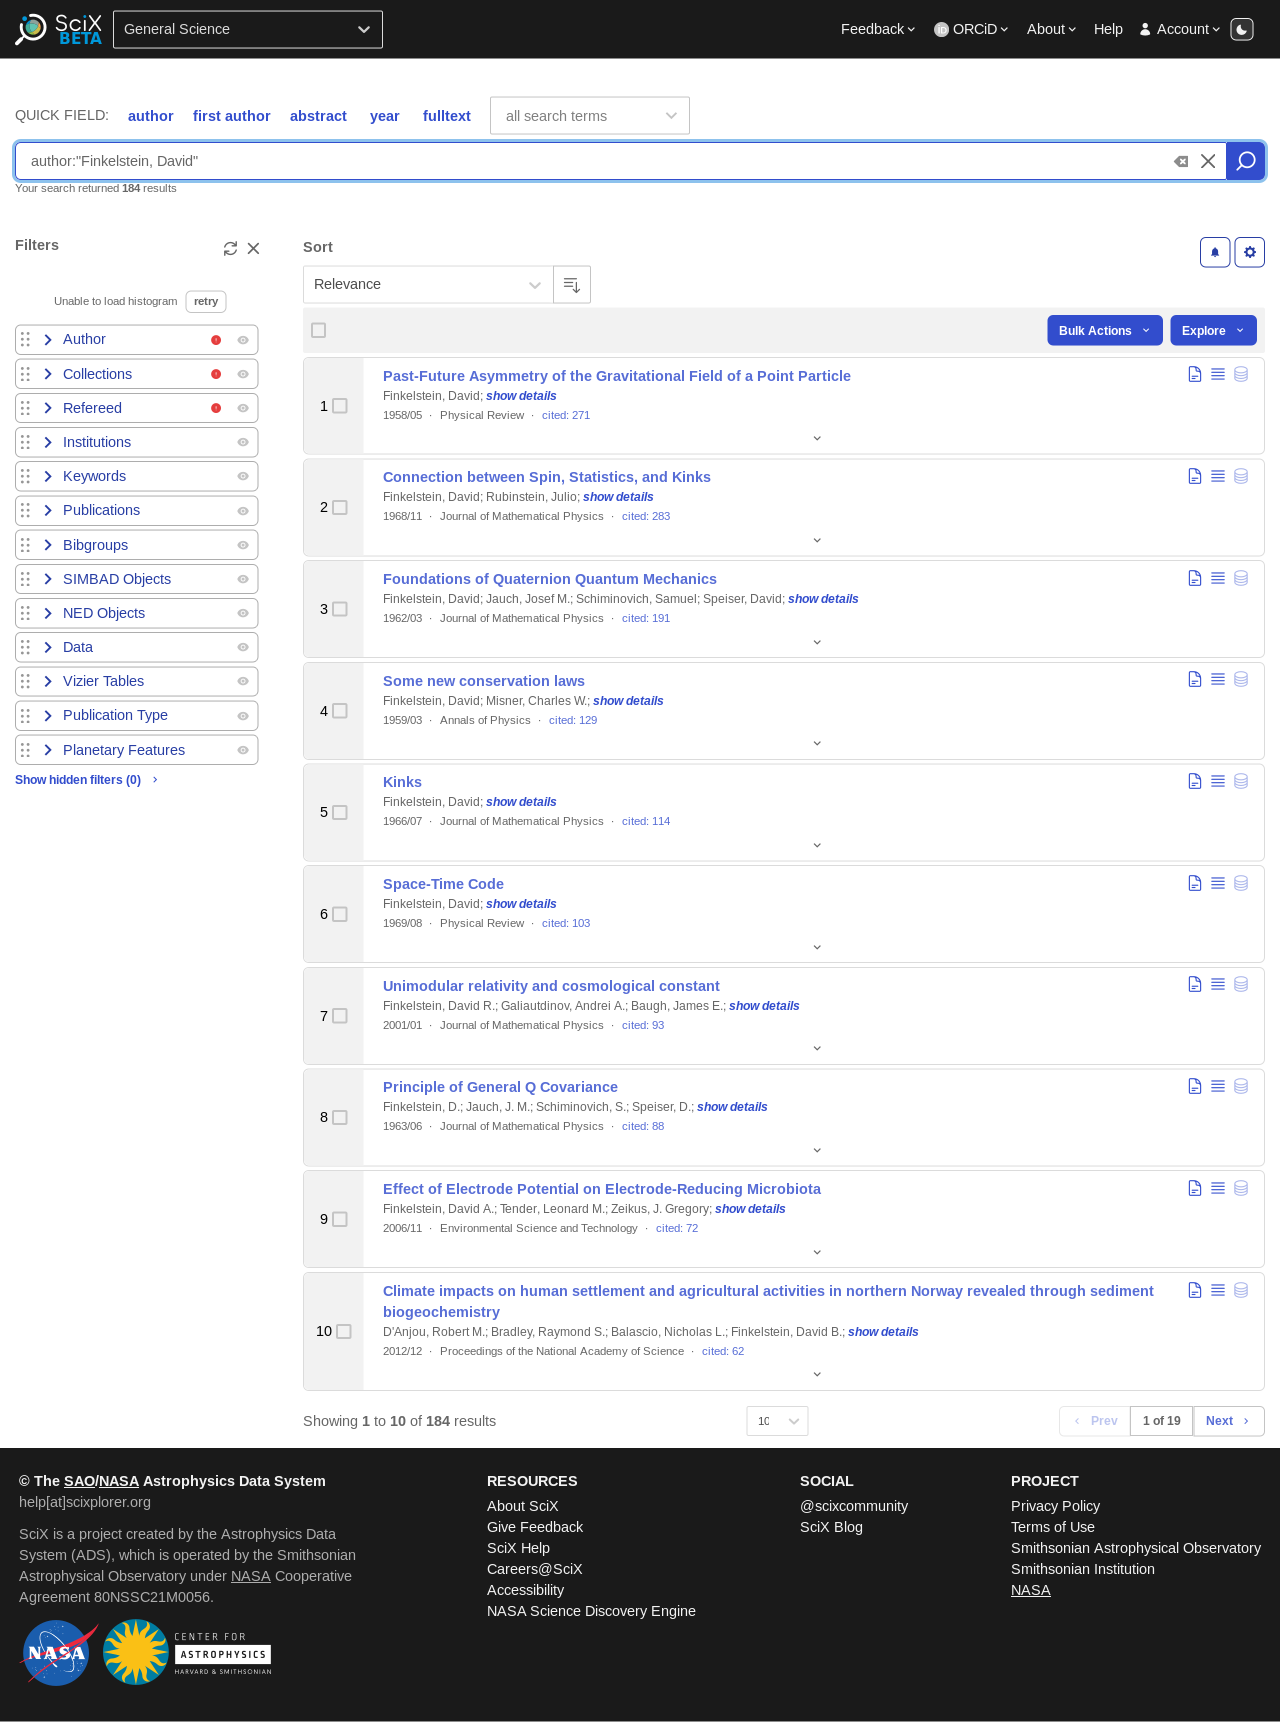 SciX
BETA
General Science
Feedback
iD ORCiD
About
Help
Account
QUICK FIELD: author first author abstract year fulltext all search terms
author:"Finkelstein, David"
Your search returned 184 results
Filters
Unable to load histogram retry
Author
Collections
Refereed
Institutions
Keywords
Publications
Bibgroups
SIMBAD Objects
NED Objects
Data
Vizier Tables
Publication Type
Planetary Features
Show hidden filters (0)
Sort
Relevance
Bulk Actions Explore
1 Past-Future Asymmetry of the Gravitational Field of a Point Particle
Finkelstein, David; show details
1958/05 · Physical Review · cited: 271
2 Connection between Spin, Statistics, and Kinks
Finkelstein, David; Rubinstein, Julio; show details
1968/11 · Journal of Mathematical Physics · cited: 283
3 Foundations of Quaternion Quantum Mechanics
Finkelstein, David; Jauch, Josef M.; Schiminovich, Samuel; Speiser, David; show details
1962/03 · Journal of Mathematical Physics · cited: 191
4 Some new conservation laws
Finkelstein, David; Misner, Charles W.; show details
1959/03 · Annals of Physics · cited: 129
5 Kinks
Finkelstein, David; show details
1966/07 · Journal of Mathematical Physics · cited: 114
6 Space-Time Code
Finkelstein, David; show details
1969/08 · Physical Review · cited: 103
7 Unimodular relativity and cosmological constant
Finkelstein, David R.; Galiautdinov, Andrei A.; Baugh, James E.; show details
2001/01 · Journal of Mathematical Physics · cited: 93
8 Principle of General Q Covariance
Finkelstein, D.; Jauch, J. M.; Schiminovich, S.; Speiser, D.; show details
1963/06 · Journal of Mathematical Physics · cited: 88
9 Effect of Electrode Potential on Electrode-Reducing Microbiota
Finkelstein, David A.; Tender, Leonard M.; Zeikus, J. Gregory; show details
2006/11 · Environmental Science and Technology · cited: 72
10 Climate impacts on human settlement and agricultural activities in northern Norway revealed through sediment
biogeochemistry
D'Anjou, Robert M.; Bradley, Raymond S.; Balascio, Nicholas L.; Finkelstein, David B.; show details
2012/12 · Proceedings of the National Academy of Science · cited: 62
Showing 1 to 10 of 184 results
10
Prev 1 of 19 Next
© The SAO/NASA Astrophysics Data System
help[at]scixplorer.org
SciX is a project created by the Astrophysics Data
System (ADS), which is operated by the Smithsonian
Astrophysical Observatory under NASA Cooperative
Agreement 80NSSC21M0056.
NASA
CENTER FOR
ASTROPHYSICS
HARVARD & SMITHSONIAN
RESOURCES
About SciX
Give Feedback
SciX Help
Careers@SciX
Accessibility
NASA Science Discovery Engine
SOCIAL
@scixcommunity
SciX Blog
PROJECT
Privacy Policy
Terms of Use
Smithsonian Astrophysical Observatory
Smithsonian Institution
NASA